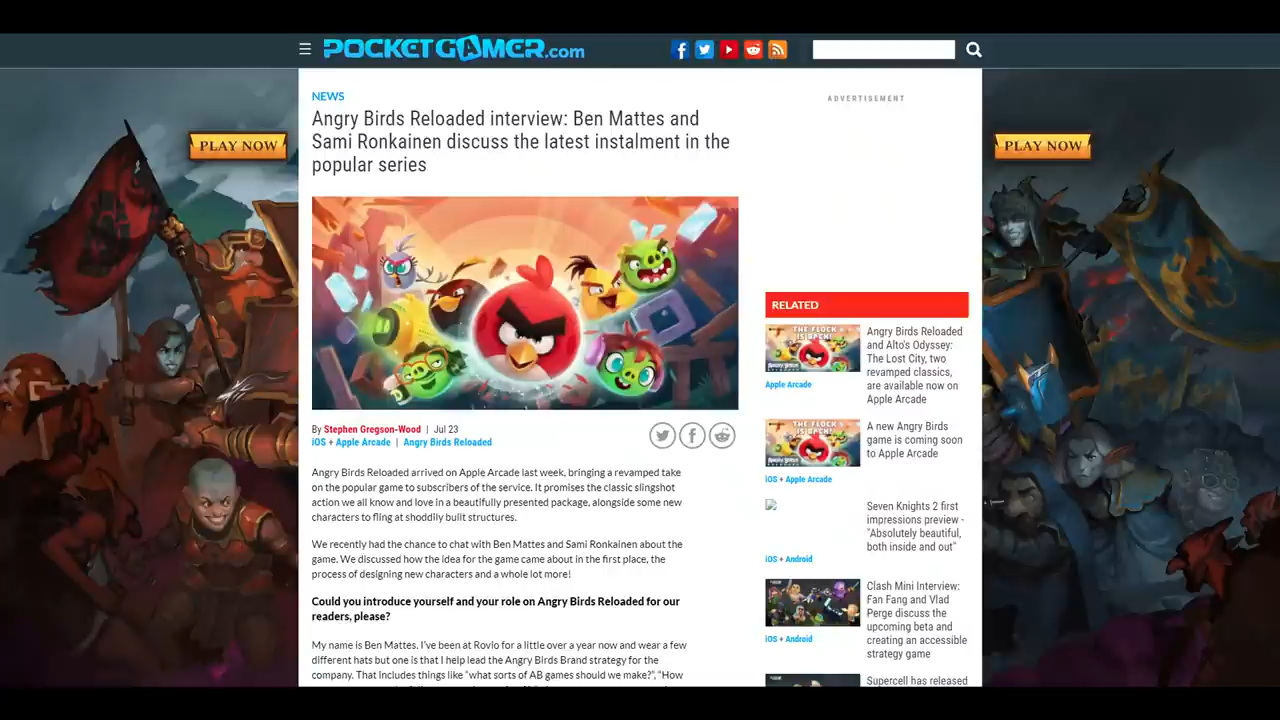 POCKETGAMER.com
NEWS
Angry Birds Reloaded interview: Ben Mattes and
Sami Ronkainen discuss the latest instalment in the
popular series
By Stephen Gregson-Wood | Jul 23
iOS + Apple Arcade | Angry Birds Reloaded
Angry Birds Reloaded arrived on Apple Arcade last week, bringing a revamped take
on the popular game to subscribers of the service. It promises the classic slingshot
action we all know and love in a beautifully presented package, alongside some new
characters to fling at shoddily built structures.
We recently had the chance to chat with Ben Mattes and Sami Ronkainen about the
game. We discussed how the idea for the game came about in the first place, the
process of designing new characters and a whole lot more!
Could you introduce yourself and your role on Angry Birds Reloaded for our
readers, please?
My name is Ben Mattes. I've been at Rovio for a little over a year now and wear a few
different hats but one is that I help lead the Angry Birds Brand strategy for the
company. That includes things like "what sorts of AB games should we make?", "How
ADVERTISEMENT
RELATED
THE FLOCK
IS BACK!
Angry Birds Reloaded
and Alto's Odyssey:
The Lost City, two
revamped classics,
are available now on
Apple Arcade
Apple Arcade
THE FLOCK
IS BACK!
A new Angry Birds
game is coming soon
to Apple Arcade
iOS + Apple Arcade
Seven Knights 2 first
impressions preview -
"Absolutely beautiful,
both inside and out"
iOS + Android
Clash Mini Interview:
Fan Fang and Vlad
Perge discuss the
upcoming beta and
creating an accessible
strategy game
iOS + Android
Supercell has released
PLAY NOW
PLAY NOW